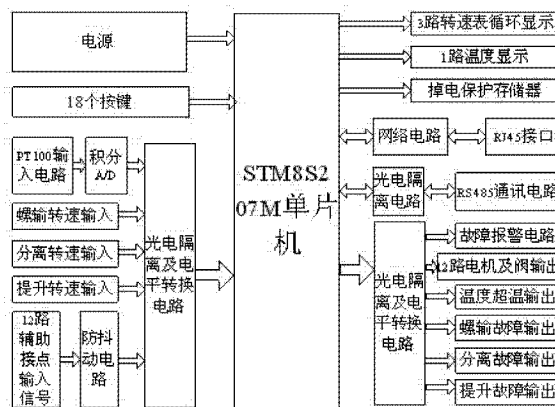 电源
18个按键
PT100输
入电路
积分
A/D
螺输转速输入
分离转速输入
提升转速输入
12路
辅助
接点
输入
信号
防抖
动电
路
光电隔
离及电
平转换
电路
STM8S2
07M单片
机
3路转速表循环显示
1路温度显示
掉电保护存储器
网络电路
RJ45接口
光电隔
离电路
RS485通讯电路
光电隔
离及电
平转换
电路
故障报警电路
12路电机及阀输出
温度超温输出
螺输故障输出
分离故障输出
提升故障输出